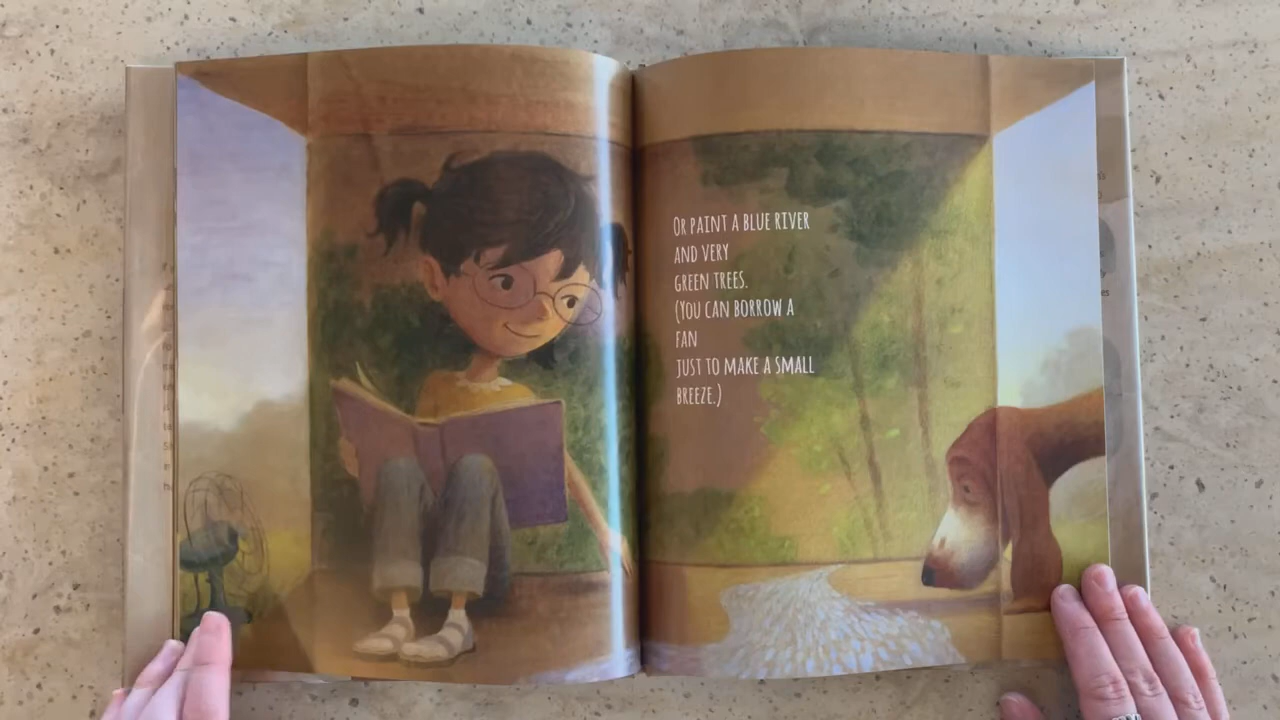 OR PAINT A BLUE RIVER
AND VERY
GREEN TREES.
(YOU CAN BORROW A
FAN
JUST TO MAKE A SMALL
BREEZE.)